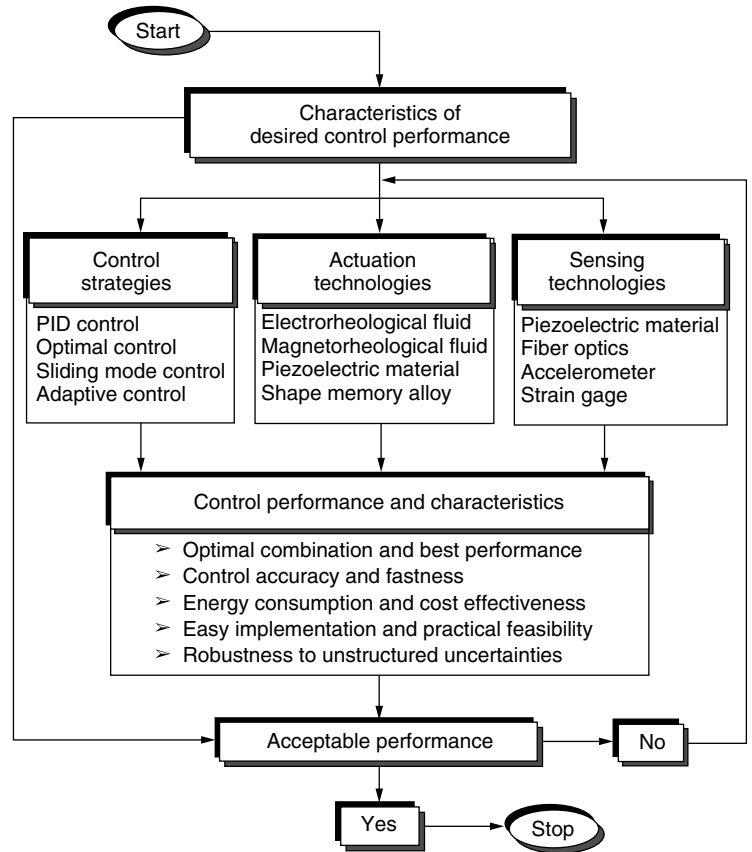 Start
Characteristics of
desired control performance
Control
strategies
PID control
Optimal control
Sliding mode control
Adaptive control
Actuation
technologies
Electrorheological fluid
Magnetorheological fluid
Piezoelectric material
Shape memory alloy
Sensing
technologies
Piezoelectric material
Fiber optics
Accelerometer
Strain gage
Control performance and characteristics
➢ Optimal combination and best performance
➢ Control accuracy and fastness
➢ Energy consumption and cost effectiveness
➢ Easy implementation and practical feasibility
➢ Robustness to unstructured uncertainties
Acceptable performance
No
Yes
Stop